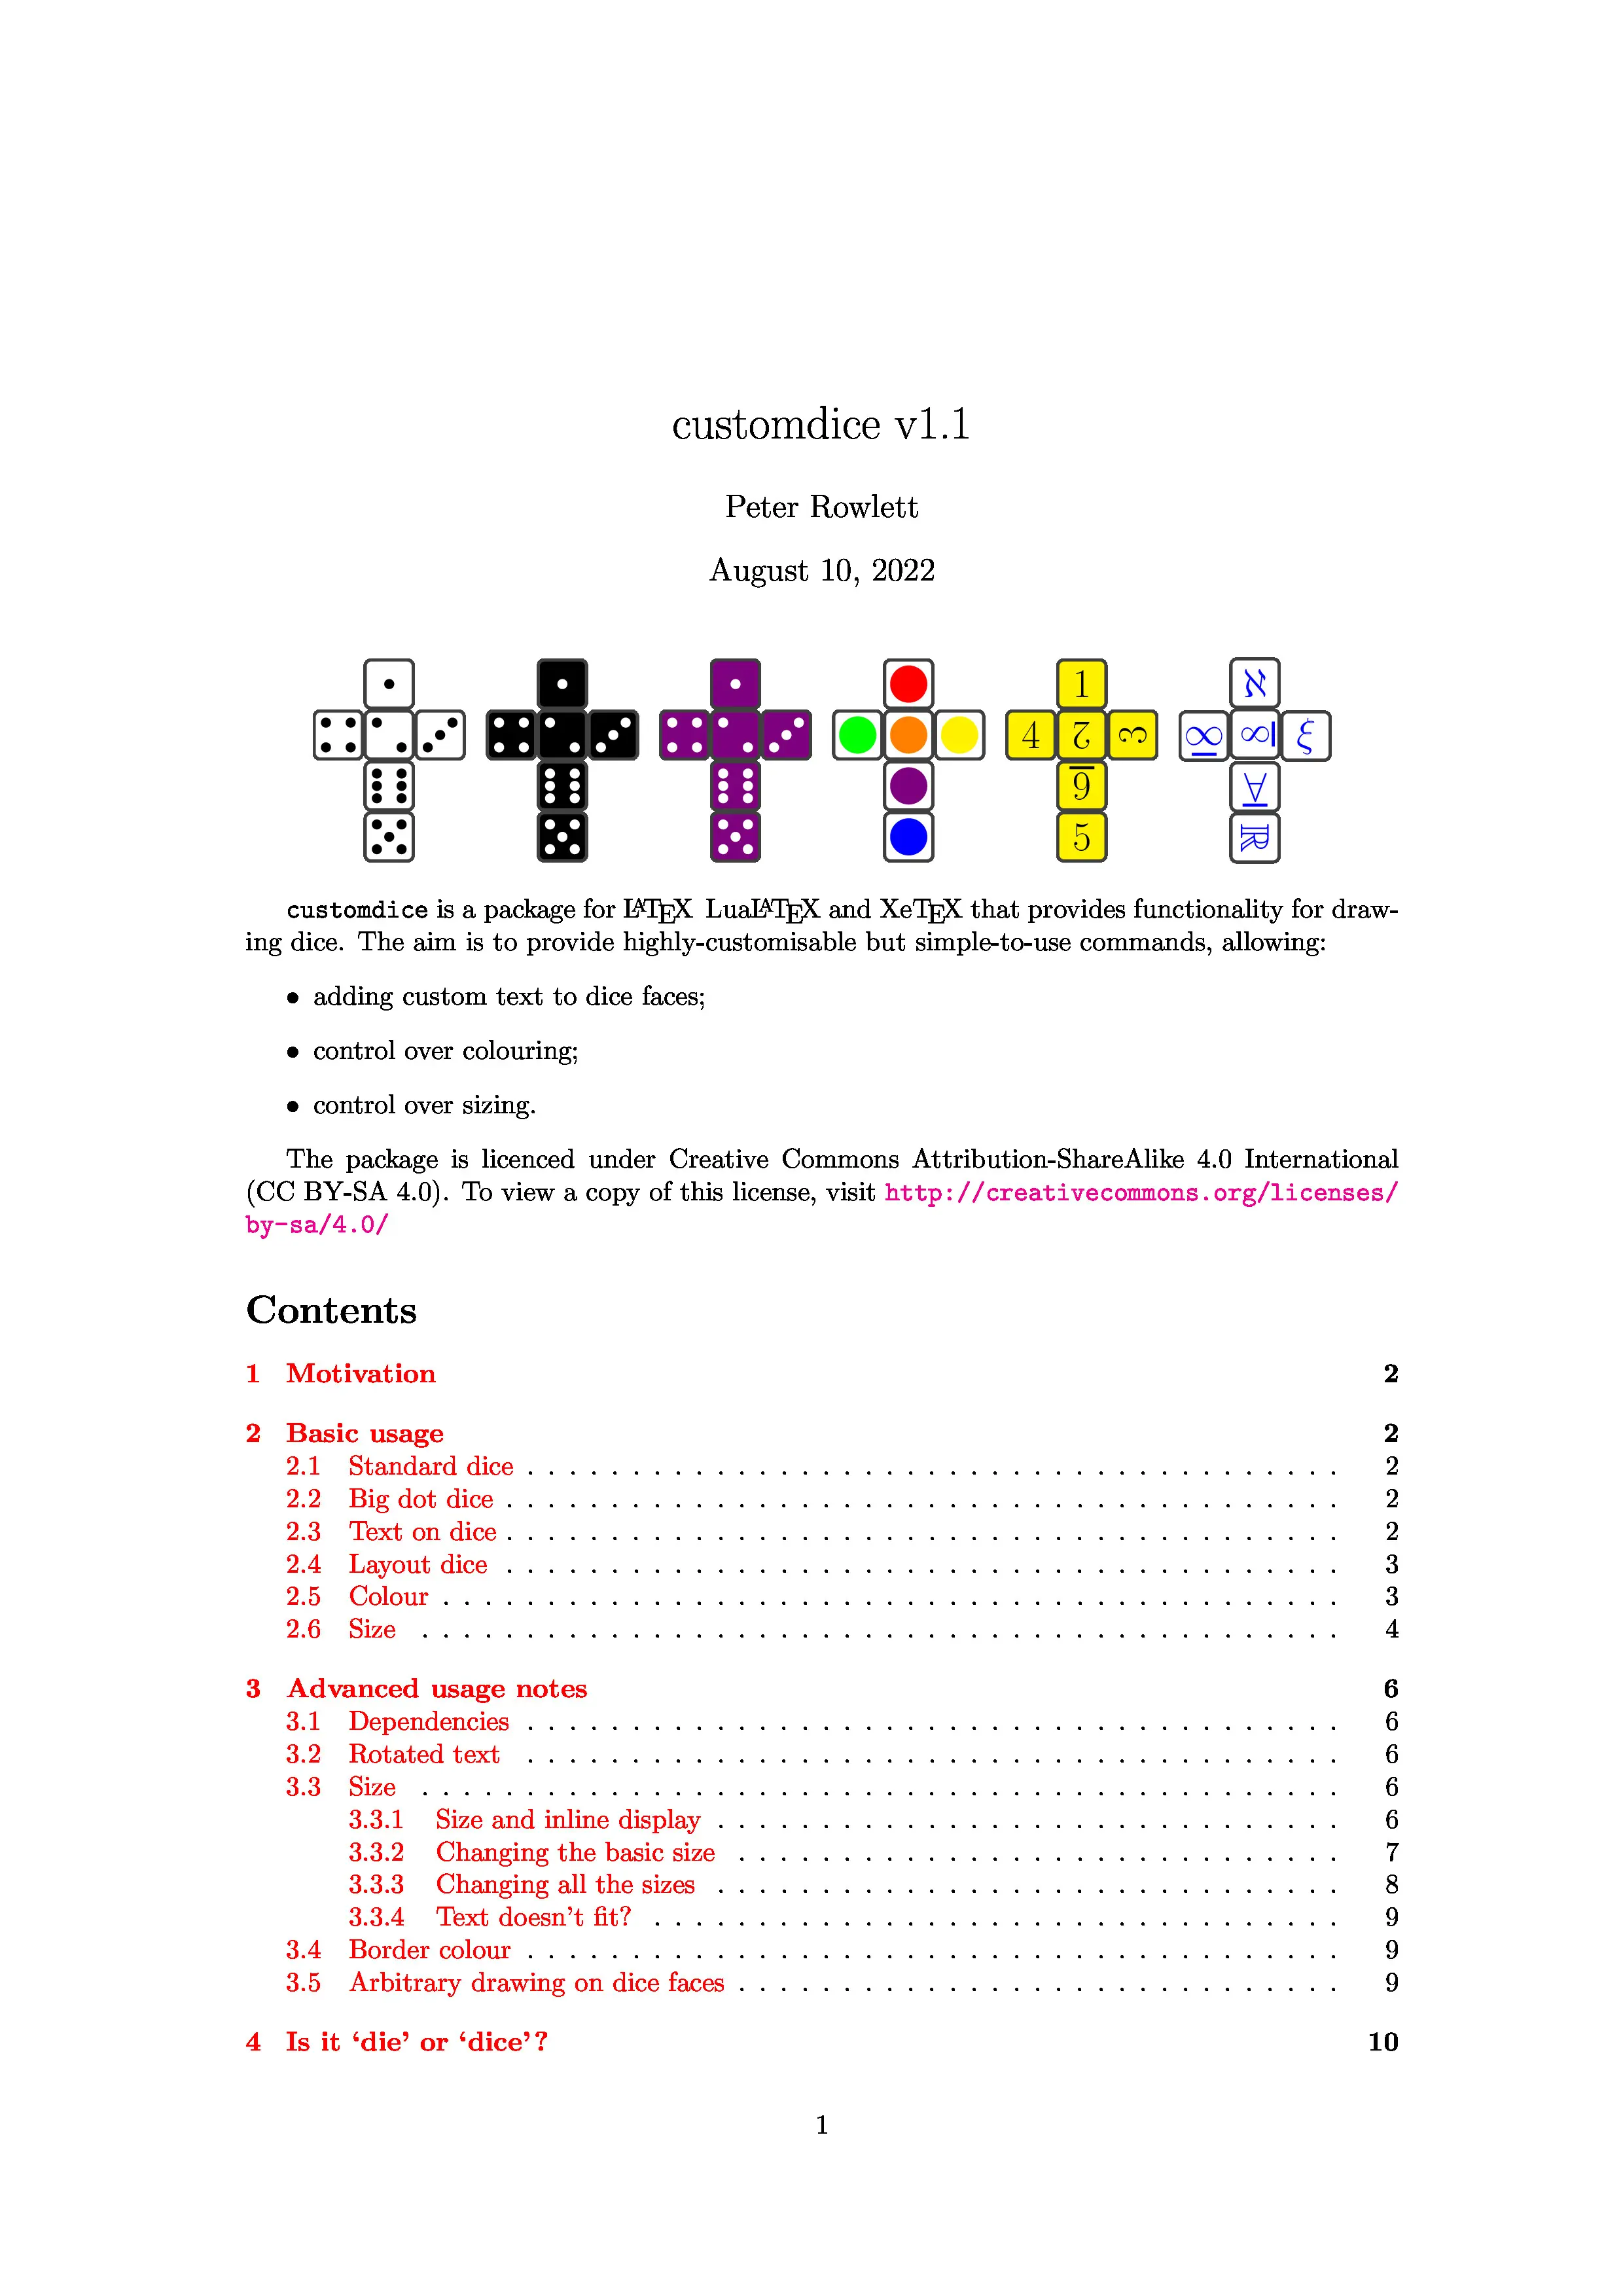 customdice v1.1
Peter Rowlett
August 10, 2022
1
4 2 3
6
5
ℵ
∞ 8 ξ
∀
ℝ
customdice is a package for LATEX LuaLATEX and XeTEX that provides functionality for draw-
ing dice. The aim is to provide highly-customisable but simple-to-use commands, allowing:
• adding custom text to dice faces;
• control over colouring;
• control over sizing.
The package is licenced under Creative Commons Attribution-ShareAlike 4.0 International
(CC BY-SA 4.0). To view a copy of this license, visit http://creativecommons.org/licenses/
by-sa/4.0/
Contents
1 Motivation 2
2 Basic usage 2
2.1 Standard dice . . . . . . . . . . . . . . . . . . . . . . . . . . . . . . . . . . . . . . . 2
2.2 Big dot dice . . . . . . . . . . . . . . . . . . . . . . . . . . . . . . . . . . . . . . . . 2
2.3 Text on dice . . . . . . . . . . . . . . . . . . . . . . . . . . . . . . . . . . . . . . . . 2
2.4 Layout dice . . . . . . . . . . . . . . . . . . . . . . . . . . . . . . . . . . . . . . . . 3
2.5 Colour . . . . . . . . . . . . . . . . . . . . . . . . . . . . . . . . . . . . . . . . . . . 3
2.6 Size . . . . . . . . . . . . . . . . . . . . . . . . . . . . . . . . . . . . . . . . . . . . 4
3 Advanced usage notes 6
3.1 Dependencies . . . . . . . . . . . . . . . . . . . . . . . . . . . . . . . . . . . . . . . 6
3.2 Rotated text . . . . . . . . . . . . . . . . . . . . . . . . . . . . . . . . . . . . . . . 6
3.3 Size . . . . . . . . . . . . . . . . . . . . . . . . . . . . . . . . . . . . . . . . . . . . 6
3.3.1 Size and inline display . . . . . . . . . . . . . . . . . . . . . . . . . . . . . . 6
3.3.2 Changing the basic size . . . . . . . . . . . . . . . . . . . . . . . . . . . . . 7
3.3.3 Changing all the sizes . . . . . . . . . . . . . . . . . . . . . . . . . . . . . . 8
3.3.4 Text doesn't fit? . . . . . . . . . . . . . . . . . . . . . . . . . . . . . . . . . 9
3.4 Border colour . . . . . . . . . . . . . . . . . . . . . . . . . . . . . . . . . . . . . . . 9
3.5 Arbitrary drawing on dice faces . . . . . . . . . . . . . . . . . . . . . . . . . . . . . 9
4 Is it ‘die’ or ‘dice’? 10
1